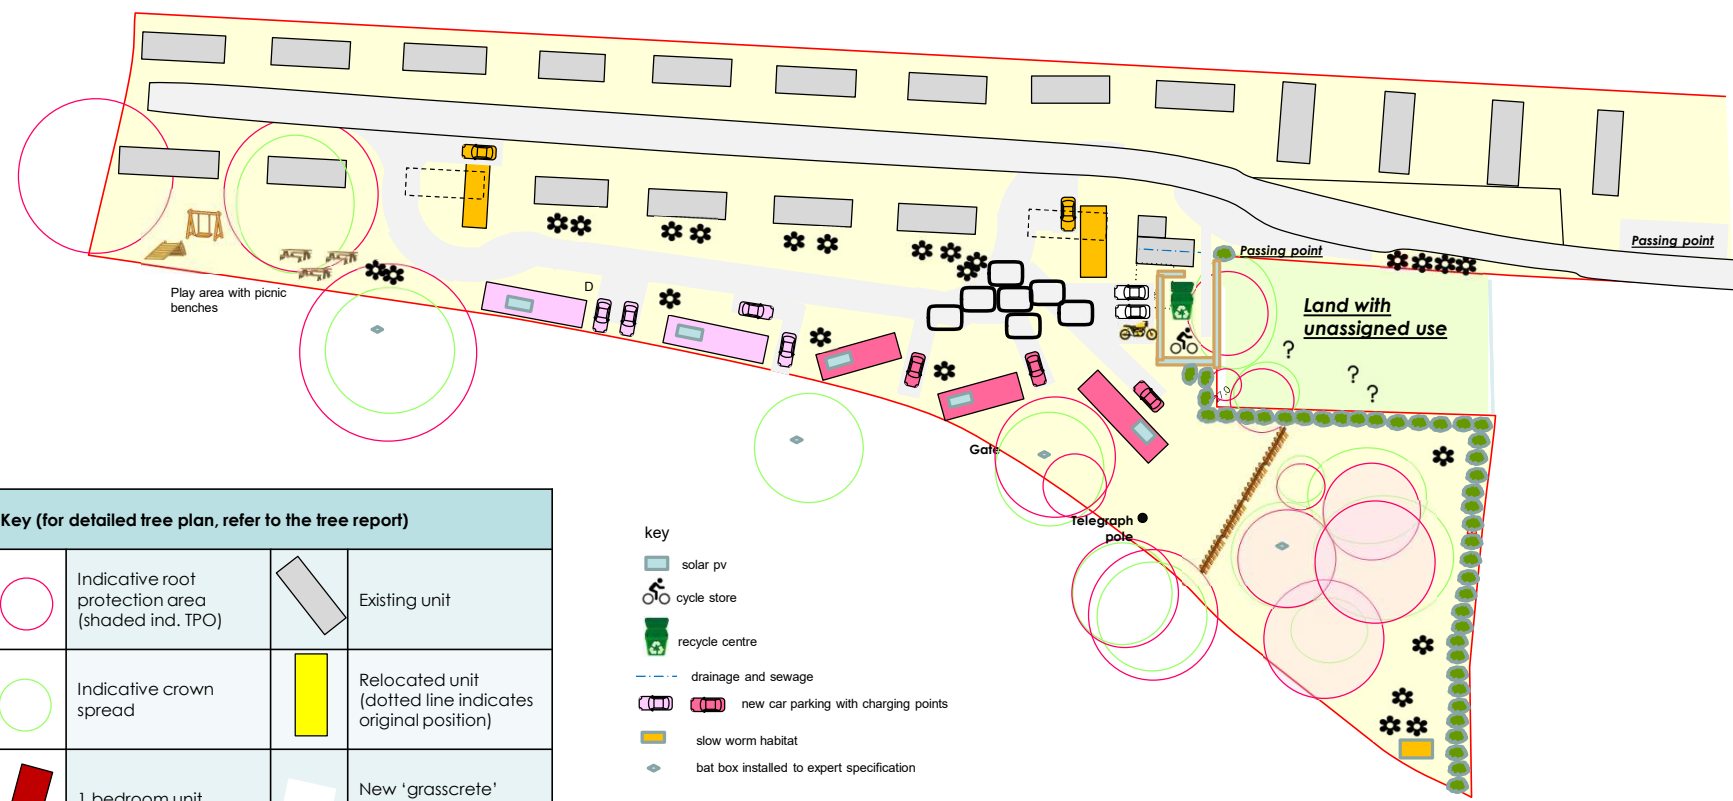 Passing point
Passing point
Land with
unassigned use
?
?
?
D
Play area with picnic
benches
7.0
Gate
Telegraph
pole
Key (for detailed tree plan, refer to the tree report)
Indicative root
protection area
(shaded ind. TPO)
Existing unit
Indicative crown
spread
Relocated unit
(dotted line indicates
original position)
1 bedroom unit
New ‘grasscrete’
key
solar pv
cycle store
recycle centre
drainage and sewage
new car parking with charging points
slow worm habitat
bat box installed to expert specification